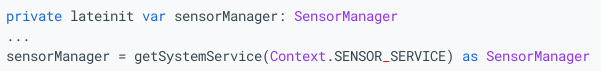 private lateinit var sensorManager: SensorManager
...
sensorManager = getSystemService(Context.SENSOR_SERVICE) as SensorManager